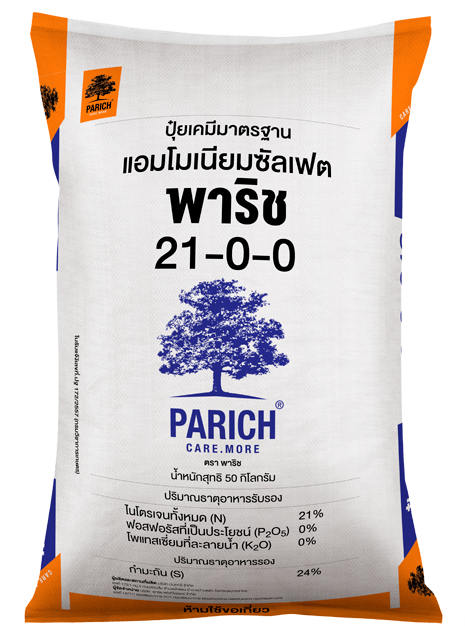 PARICH
CARE.MORE
ปุ๋ยเคมีมาตรฐาน
แอมโมเนียมซัลเฟต
พาริช
21-0-0
PARICH®
CARE.MORE
ตรา พาริช
น้ำหนักสุทธิ 50 กิโลกรัม
ปริมาณธาตุอาหารรับรอง
ไนโตรเจนทั้งหมด (N) 21%
ฟอสฟอรัสที่เป็นประโยชน์ (P₂O₅) 0%
โพแทสเซี่ยมที่ละลายน้ำ (K₂O) 0%
ปริมาณธาตุอาหารรอง
กำมะถัน (S) 24%
ห้ามใช้ขอเกี่ยว